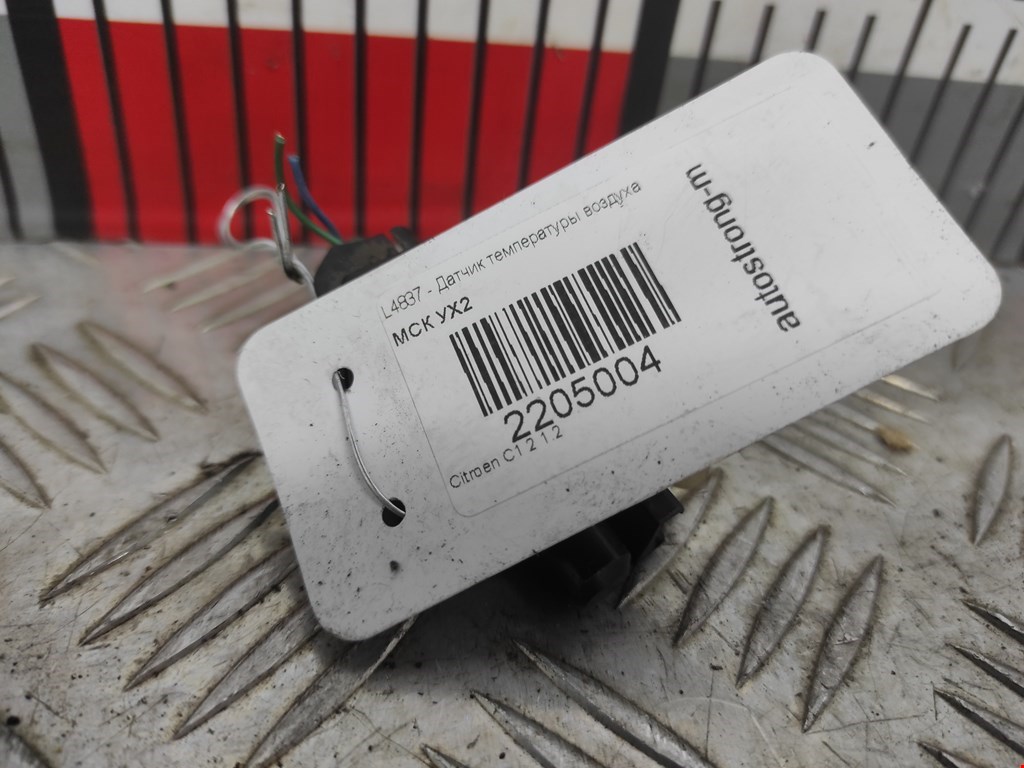 L4837 - Датчик температуры воздуха
МСК УХ2
2205004
Citroen C1 2 1.2
autostrong-m